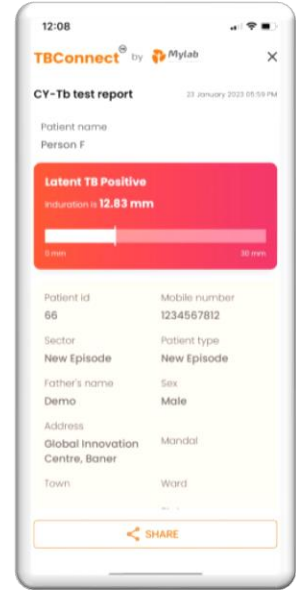 12:08
TBConnect® by Mylab
CY-Tb test report 23 January 2023 05:59 PM
Patient name
Person F
Latent TB Positive
Induration is 12.83 mm
0 mm 30 mm
Patient id Mobile number
66 1234567812
Sector Patient type
New Episode New Episode
Father's name Sex
Demo Male
Address
Global Innovation Mandal
Centre, Baner
Town Ward
SHARE